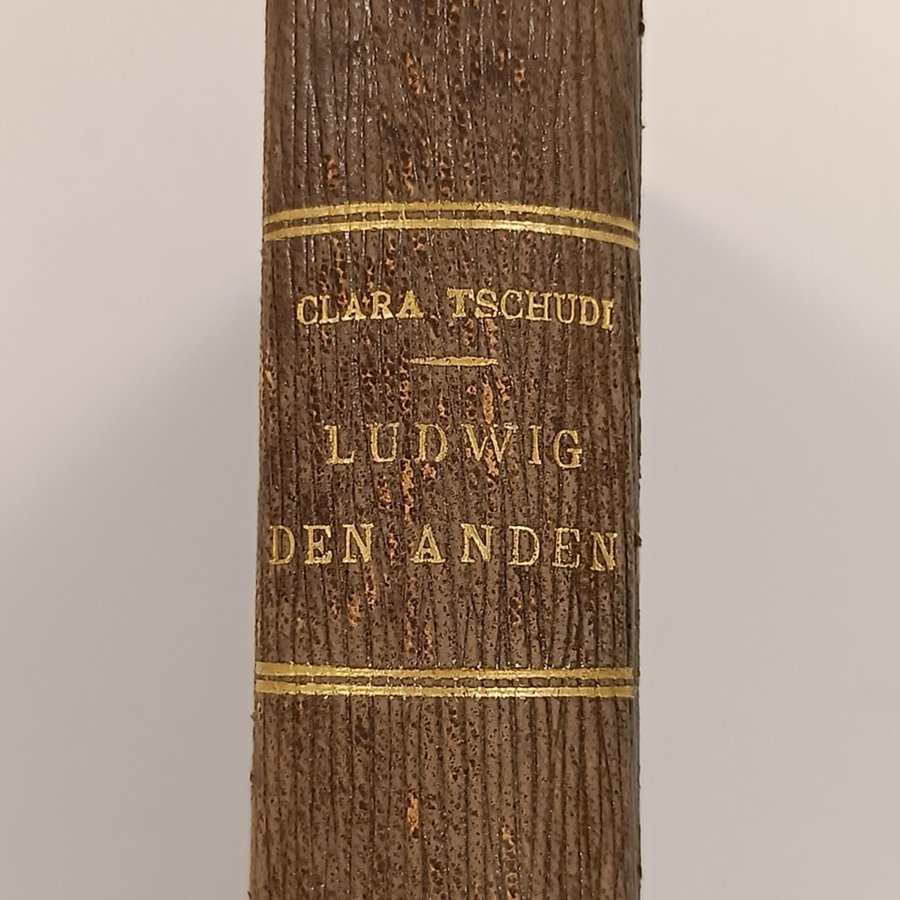 CLARA TSCHUDI
LUDWIG
DEN ANDEN